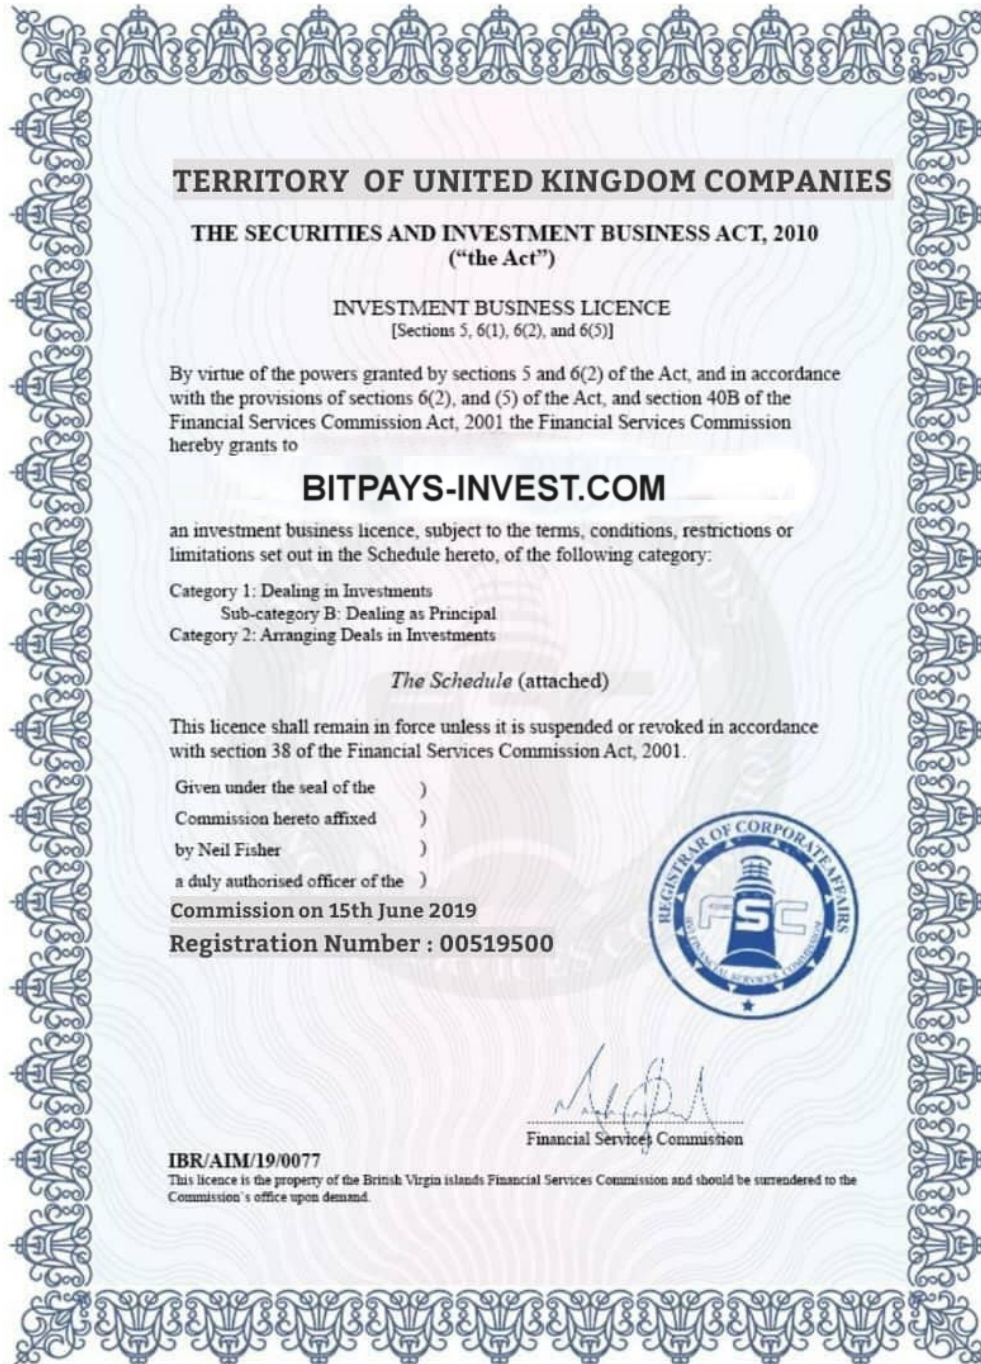 TERRITORY OF UNITED KINGDOM COMPANIES
THE SECURITIES AND INVESTMENT BUSINESS ACT, 2010
(“the Act”)
INVESTMENT BUSINESS LICENCE
[Sections 5, 6(1), 6(2), and 6(5)]
By virtue of the powers granted by sections 5 and 6(2) of the Act, and in accordance
with the provisions of sections 6(2), and (5) of the Act, and section 40B of the
Financial Services Commission Act, 2001 the Financial Services Commission
hereby grants to
BITPAYS-INVEST.COM
an investment business licence, subject to the terms, conditions, restrictions or
limitations set out in the Schedule hereto, of the following category:
Category 1: Dealing in Investments
Sub-category B: Dealing as Principal
Category 2: Arranging Deals in Investments
The Schedule (attached)
This licence shall remain in force unless it is suspended or revoked in accordance
with section 38 of the Financial Services Commission Act, 2001.
Given under the seal of the )
Commission hereto affixed )
by Neil Fisher )
a duly authorised officer of the )
Commission on 15th June 2019
Registration Number : 00519500
REGISTRAR OF CORPORATE AFFAIRS
FSC
BVI FINANCIAL SERVICES COMMISSION
Financial Services Commission
IBR/AIM/19/0077
This licence is the property of the British Virgin islands Financial Services Commission and should be surrendered to the
Commission`s office upon demand.